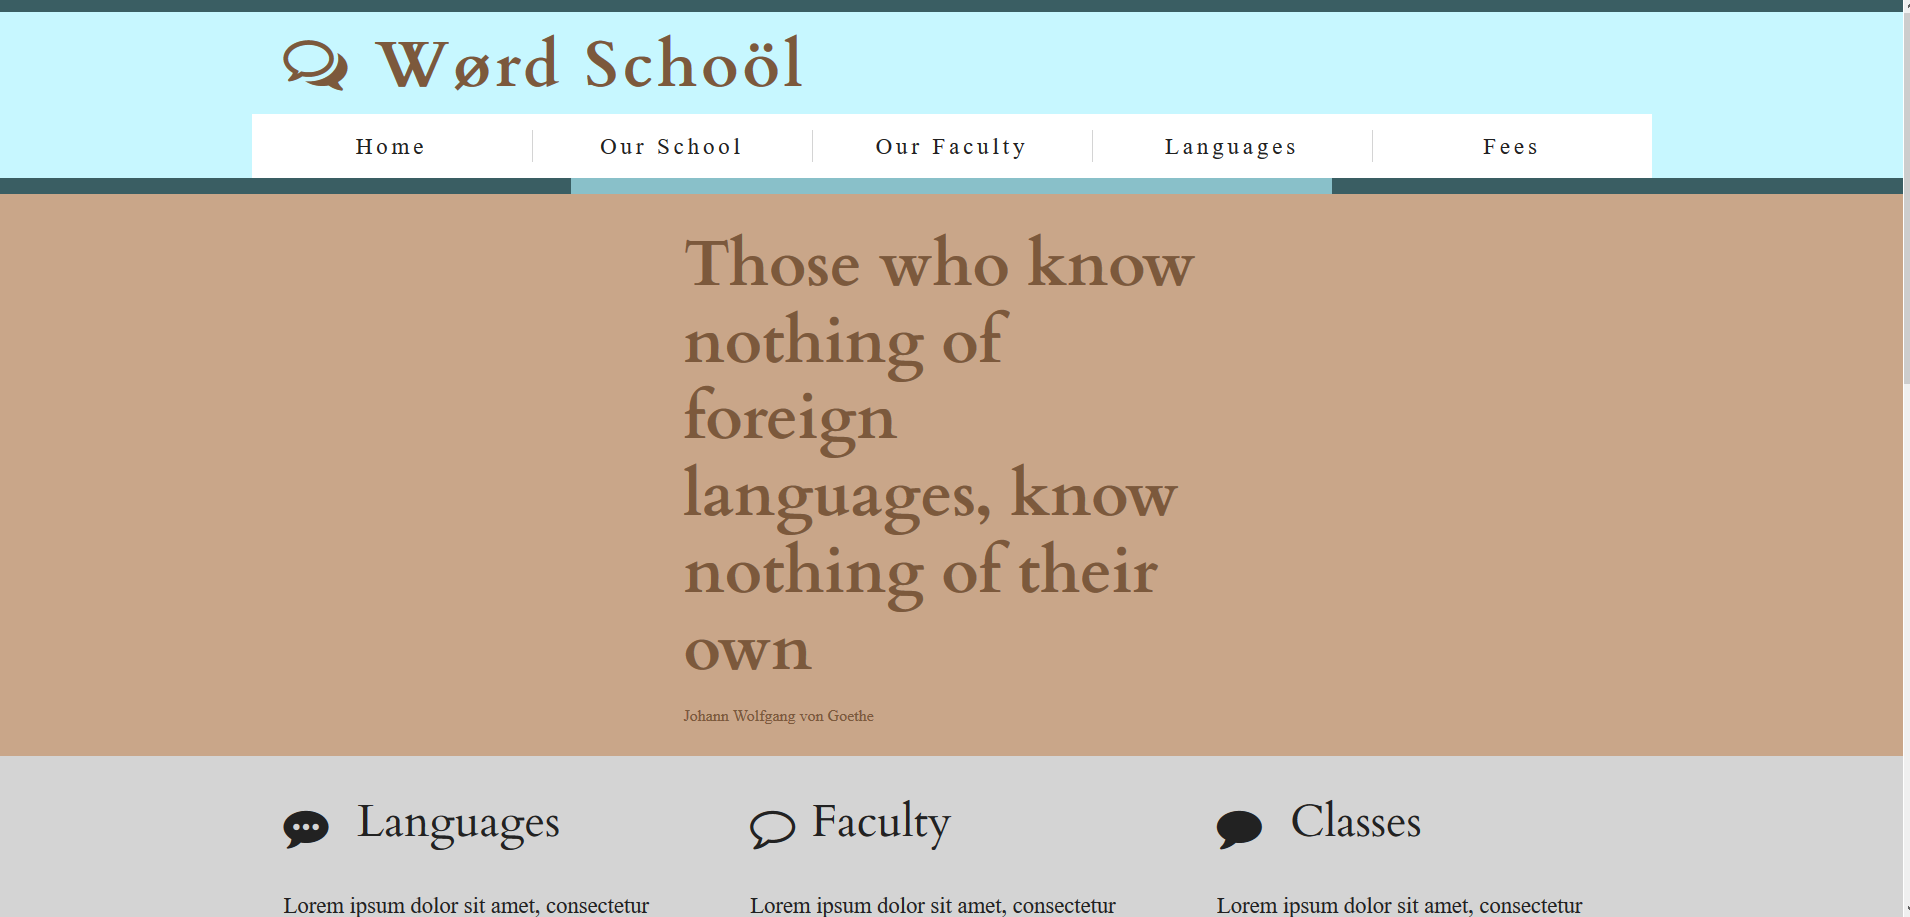 Wørd Schoöl
Home
Our School
Our Faculty
Languages
Fees
Those who know
nothing of
foreign
languages, know
nothing of their
own
Johann Wolfgang von Goethe
Languages
Faculty
Classes
Lorem ipsum dolor sit amet, consectetur
Lorem ipsum dolor sit amet, consectetur
Lorem ipsum dolor sit amet, consectetur